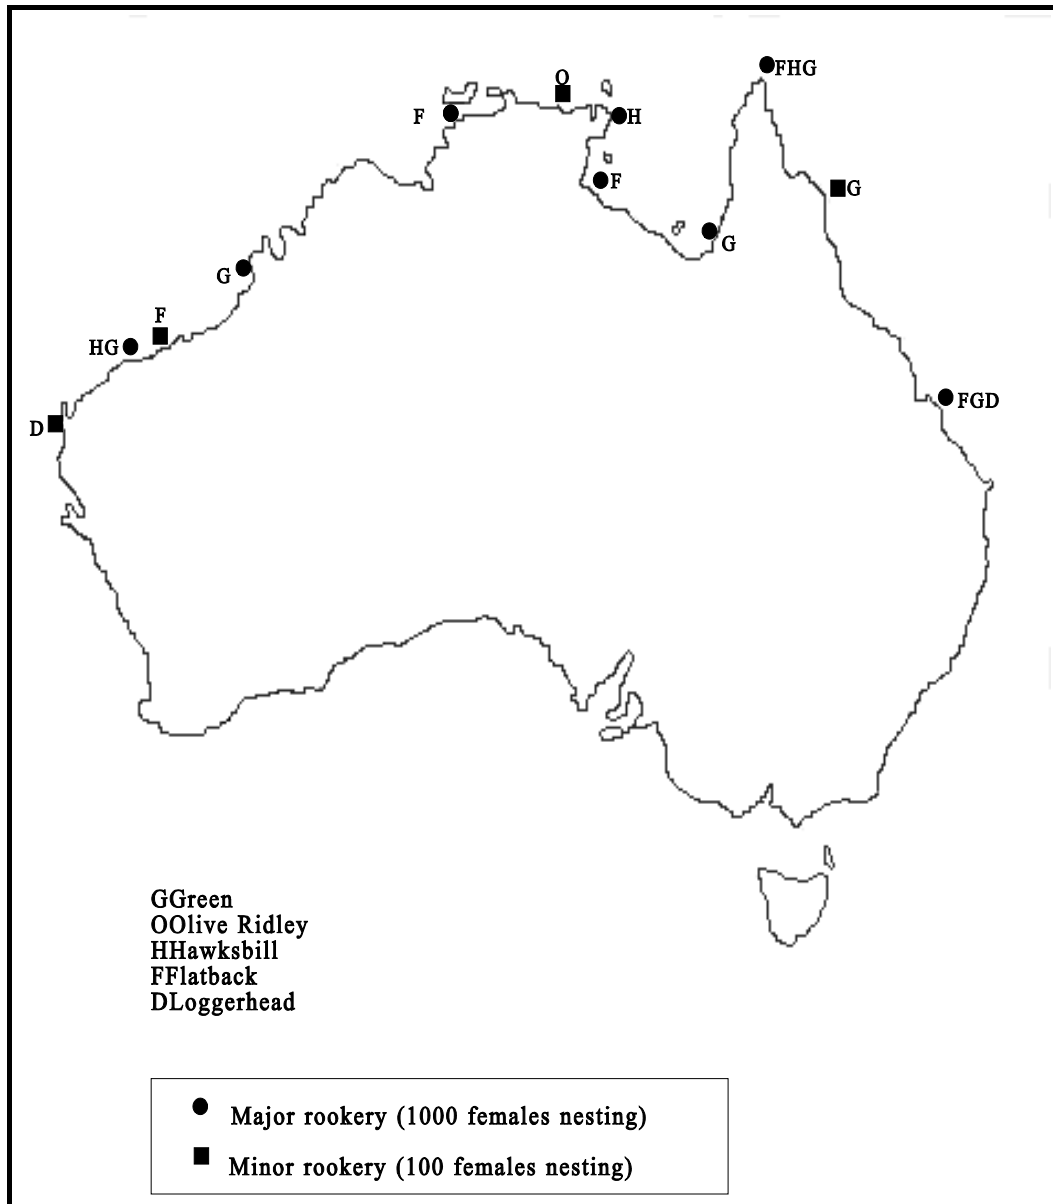 FHG
O
F
H
F
G
G
G
F
HG
FGD
D
GGreen
OOlive Ridley
HHawksbill
FFlatback
DLoggerhead
Major rookery (1000 females nesting)
Minor rookery (100 females nesting)